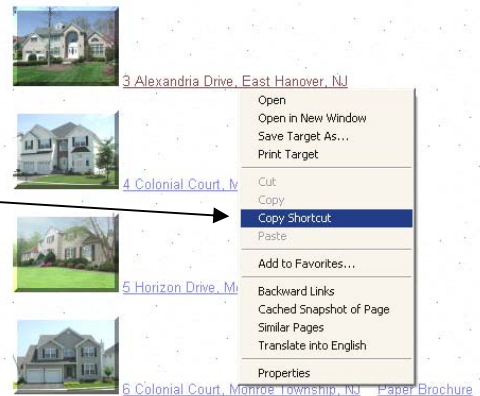 3 Alexandria Drive, East Hanover, NJ
Open
Open in New Window
Save Target As...
Print Target
Cut
4 Colonial Court, M
Copy
Copy Shortcut
Paste
Add to Favorites...
5 Horizon Drive, M
Backward Links
Cached Snapshot of Page
Similar Pages
Translate into English
Properties
6 Colonial Court, Monroe Township, NJ Paper Brochure